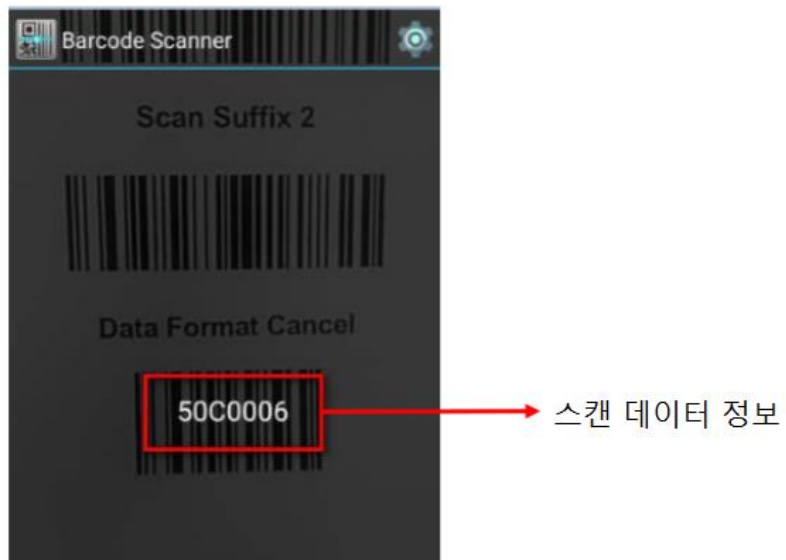 Barcode Scanner
Scan Suffix 2
Data Format Cancel
50C0006
스캔 데이터 정보